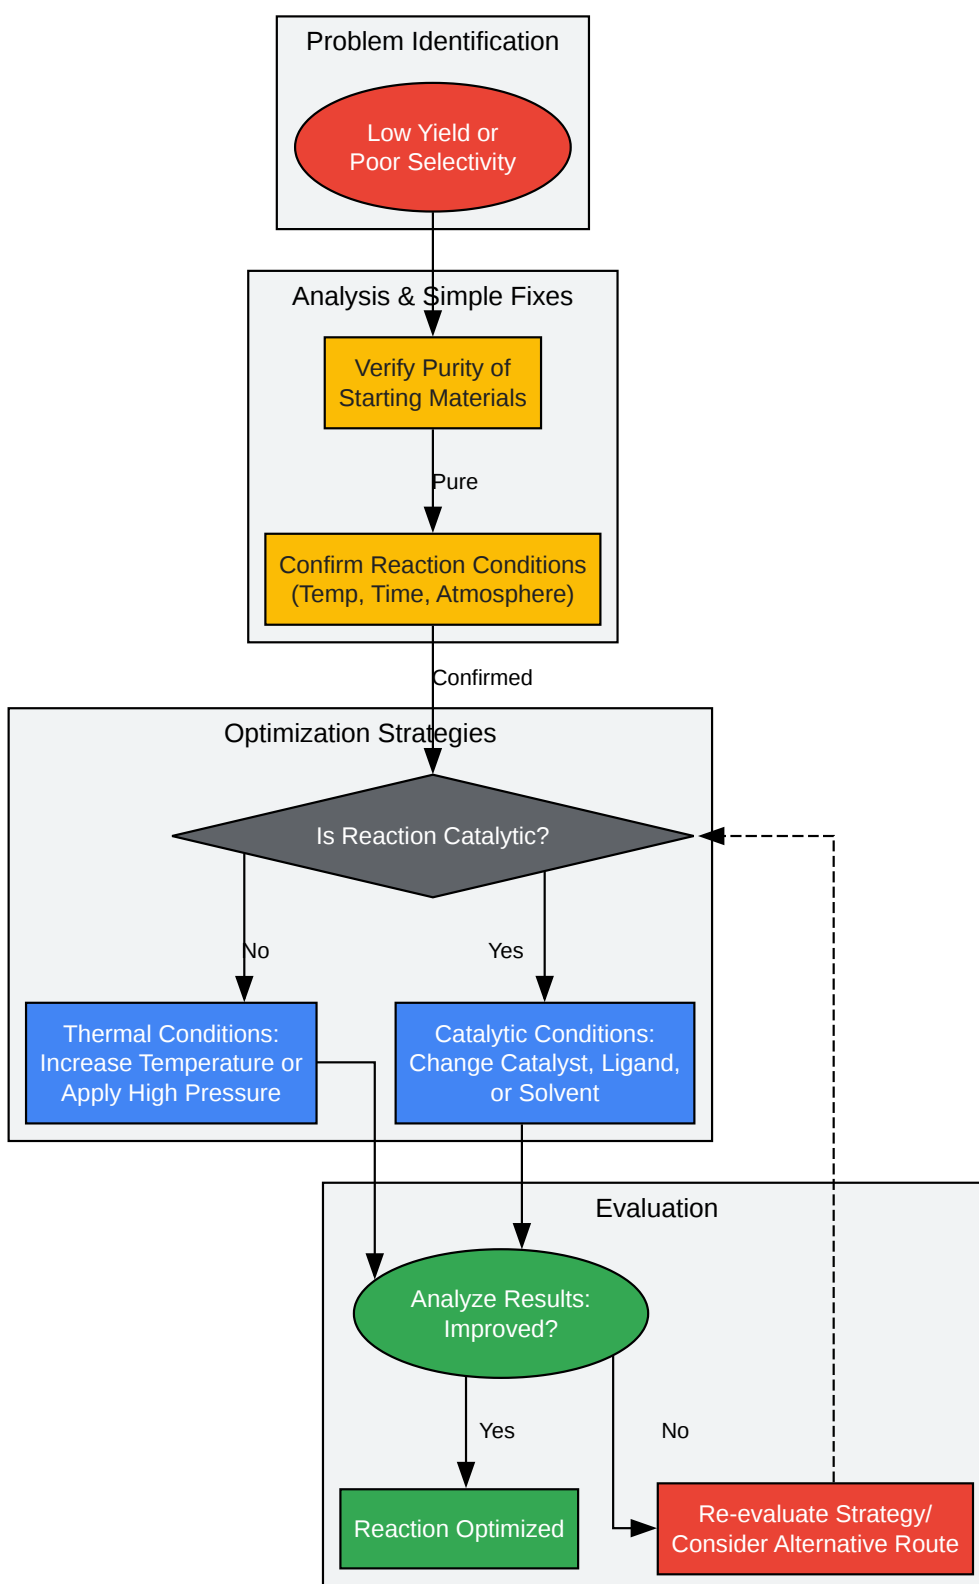 Problem Identification
Low Yield or
Poor Selectivity
Analysis & Simple Fixes
Verify Purity of
Starting Materials
Pure
Confirm Reaction Conditions
(Temp, Time, Atmosphere)
Confirmed
Optimization Strategies
Is Reaction Catalytic?
No
Yes
Thermal Conditions:
Increase Temperature or
Apply High Pressure
Catalytic Conditions:
Change Catalyst, Ligand,
or Solvent
Evaluation
Analyze Results:
Improved?
Yes
No
Reaction Optimized
Re-evaluate Strategy/
Consider Alternative Route